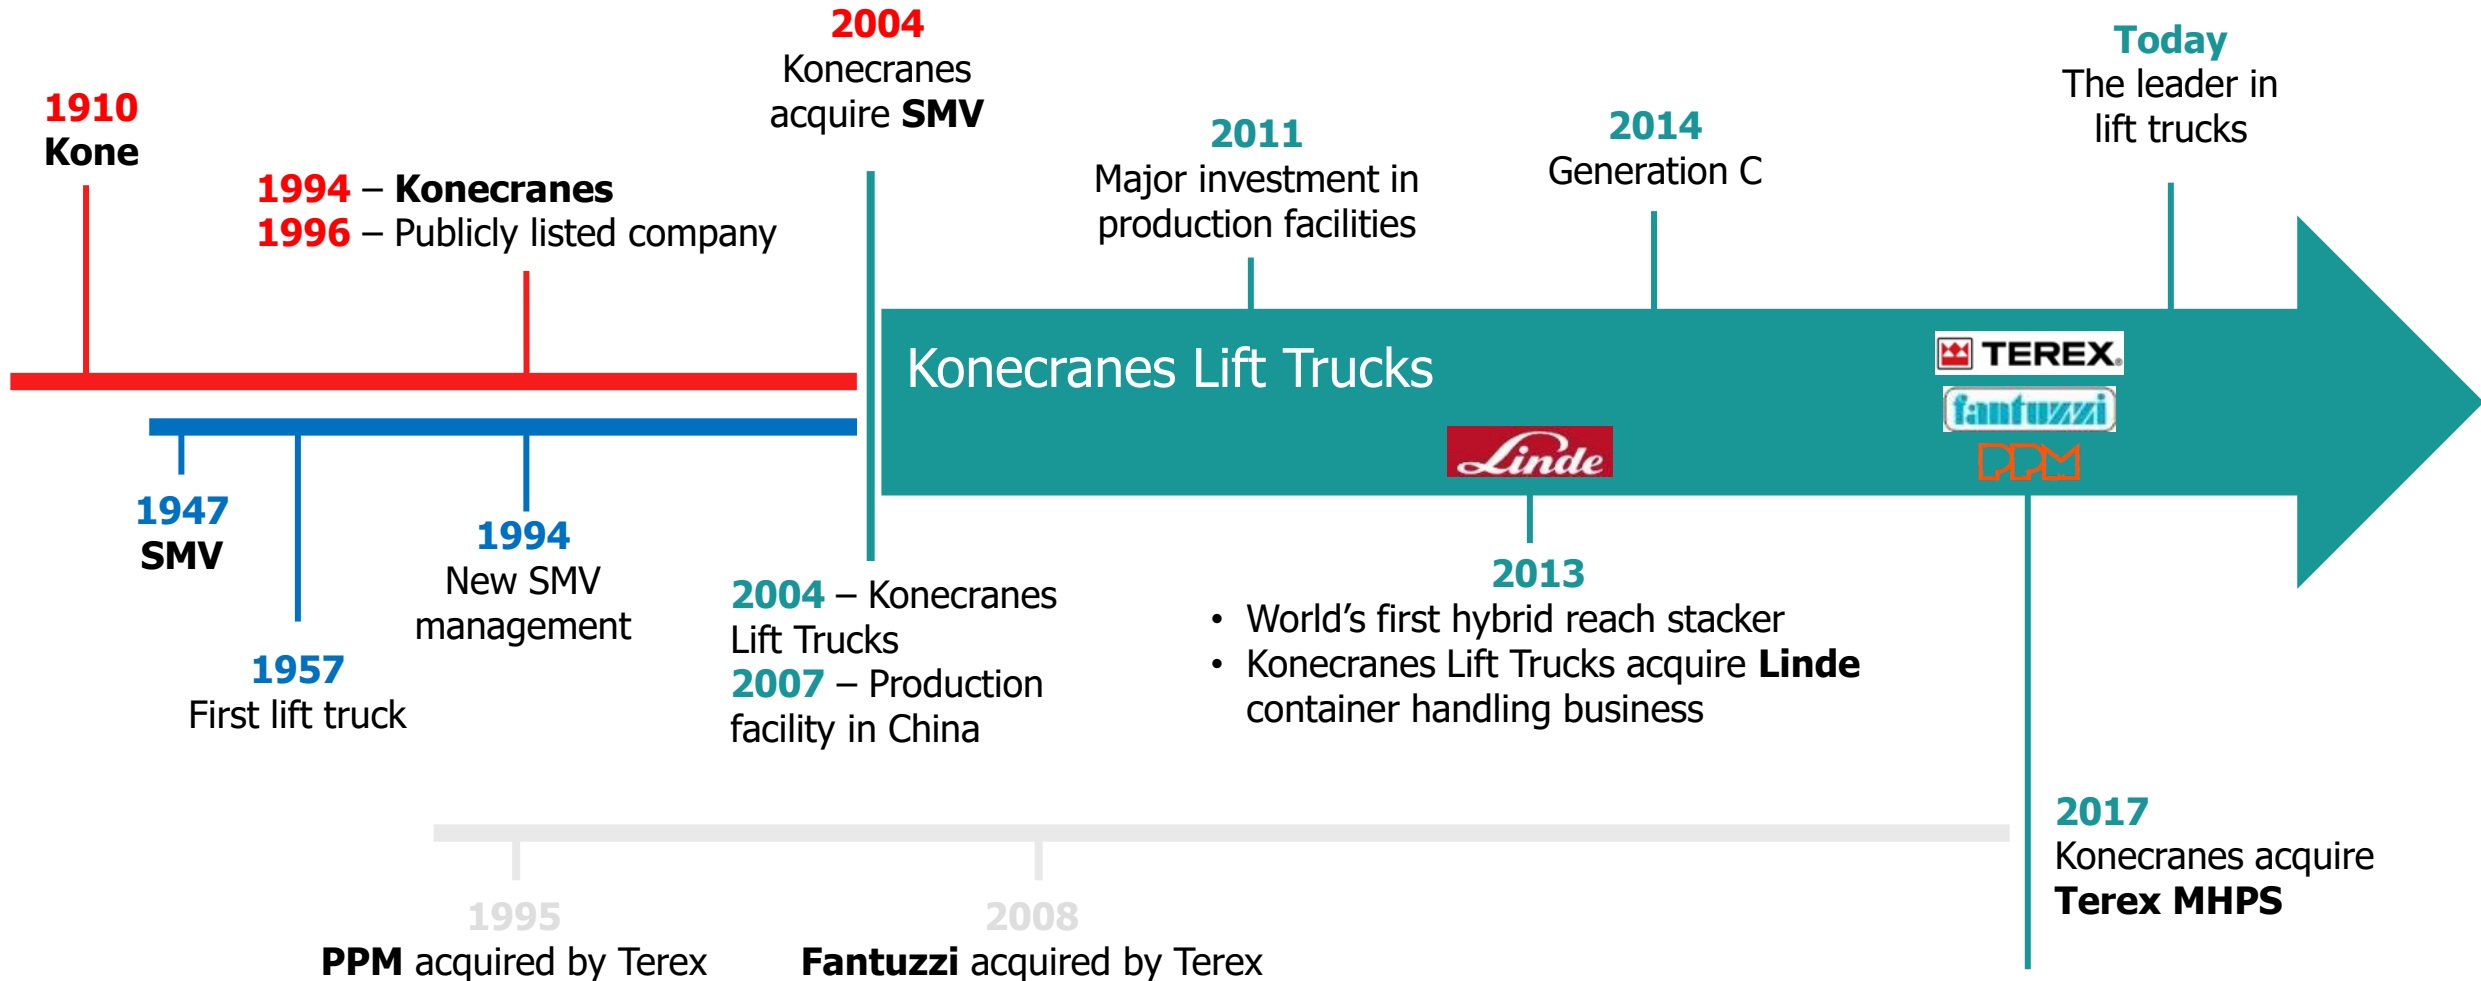 1910
Kone
1994 – Konecranes
1996 – Publicly listed company
2004
Konecranes
acquire SMV
2011
Major investment in
production facilities
2014
Generation C
Today
The leader in
lift trucks
Konecranes Lift Trucks
Linde
TEREX®
fantuzzi
PPM
1947
SMV
1957
First lift truck
1994
New SMV
management
2004 – Konecranes
Lift Trucks
2007 – Production
facility in China
2013
• World’s first hybrid reach stacker
• Konecranes Lift Trucks acquire Linde
container handling business
2017
Konecranes acquire
Terex MHPS
1995
PPM acquired by Terex
2008
Fantuzzi acquired by Terex